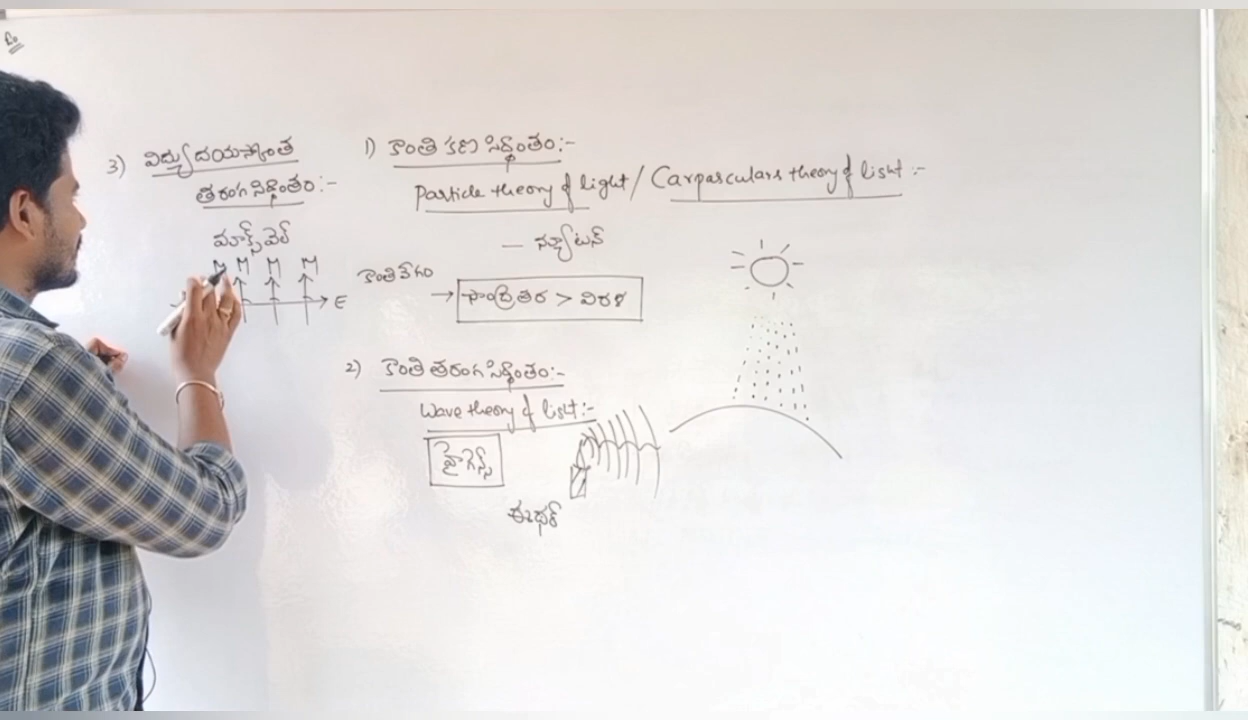 3) విద్యుదయస్కాంత
తరంగ సిద్ధాంతం:-
మాక్స్‌వెల్
M M M M
E
1) కాంతి కణ సిద్ధాంతం:-
Particle theory of light / Carpasculars theory of light :-
- న్యూటన్
కాంతివేగం
→ సాంద్రతర > విరళ
2) కాంతి తరంగ సిద్ధాంతం:-
Wave theory of light:-
హైగెన్స్
ఈథర్